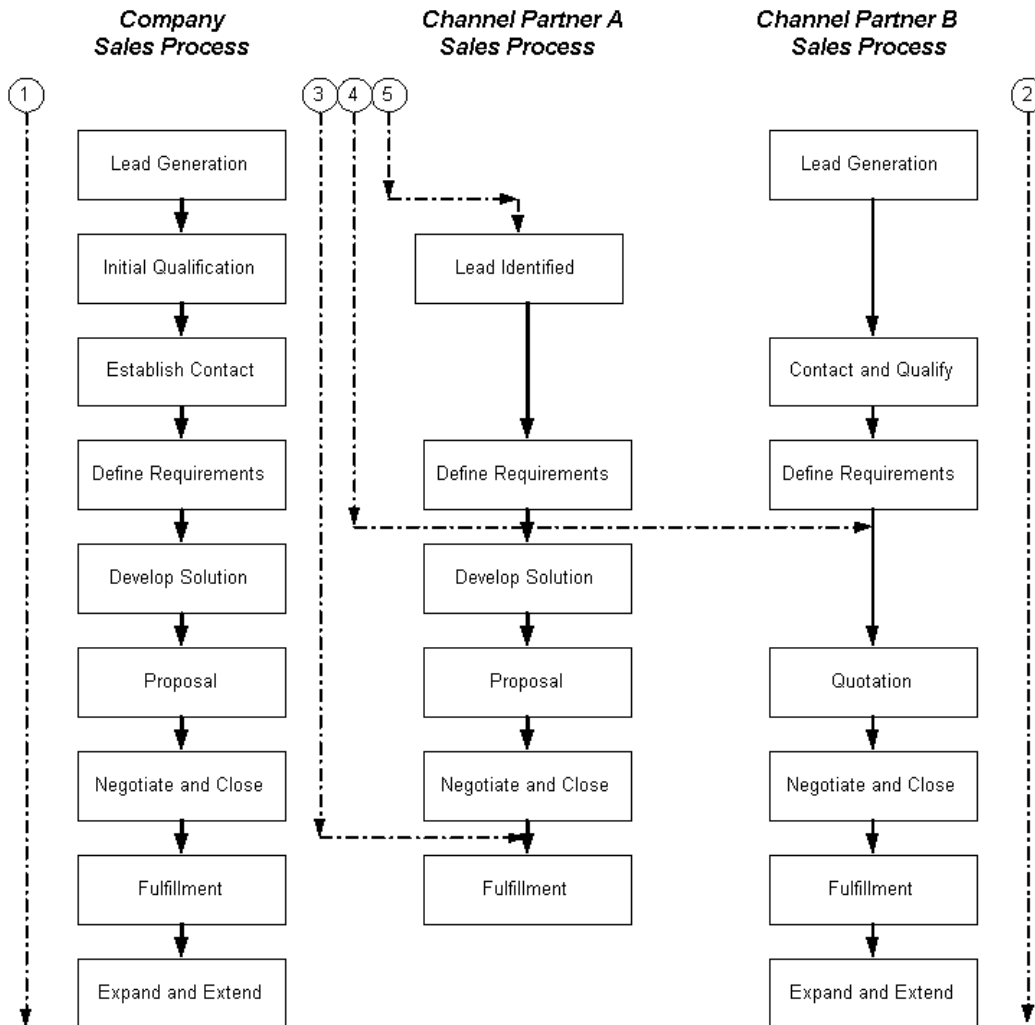 Company
Sales Process
Channel Partner A
Sales Process
Channel Partner B
Sales Process
1
3
4
5
2
Lead Generation
Lead Generation
Initial Qualification
Lead Identified
Establish Contact
Contact and Qualify
Define Requirements
Define Requirements
Define Requirements
Develop Solution
Develop Solution
Proposal
Proposal
Quotation
Negotiate and Close
Negotiate and Close
Negotiate and Close
Fulfillment
Fulfillment
Fulfillment
Expand and Extend
Expand and Extend